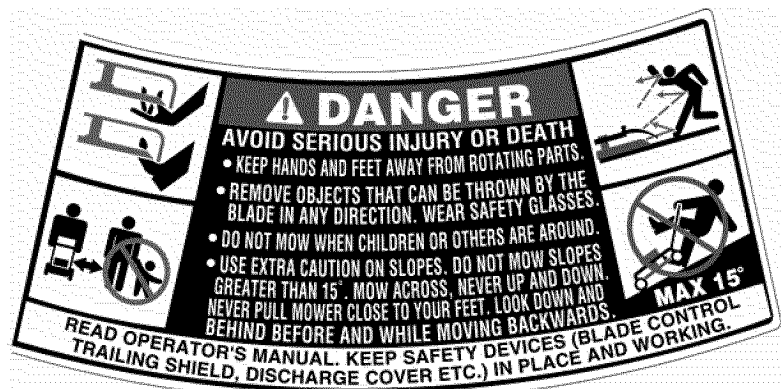 ⚠ DANGER
AVOID SERIOUS INJURY OR DEATH
• KEEP HANDS AND FEET AWAY FROM ROTATING PARTS.
• REMOVE OBJECTS THAT CAN BE THROWN BY THE
BLADE IN ANY DIRECTION. WEAR SAFETY GLASSES.
• DO NOT MOW WHEN CHILDREN OR OTHERS ARE AROUND.
• USE EXTRA CAUTION ON SLOPES. DO NOT MOW SLOPES
GREATER THAN 15°. MOW ACROSS, NEVER UP AND DOWN.
NEVER PULL MOWER CLOSE TO YOUR FEET. LOOK DOWN AND
BEHIND BEFORE AND WHILE MOVING BACKWARDS.
MAX 15°
READ OPERATOR'S MANUAL. KEEP SAFETY DEVICES (BLADE CONTROL
TRAILING SHIELD, DISCHARGE COVER ETC.) IN PLACE AND WORKING.